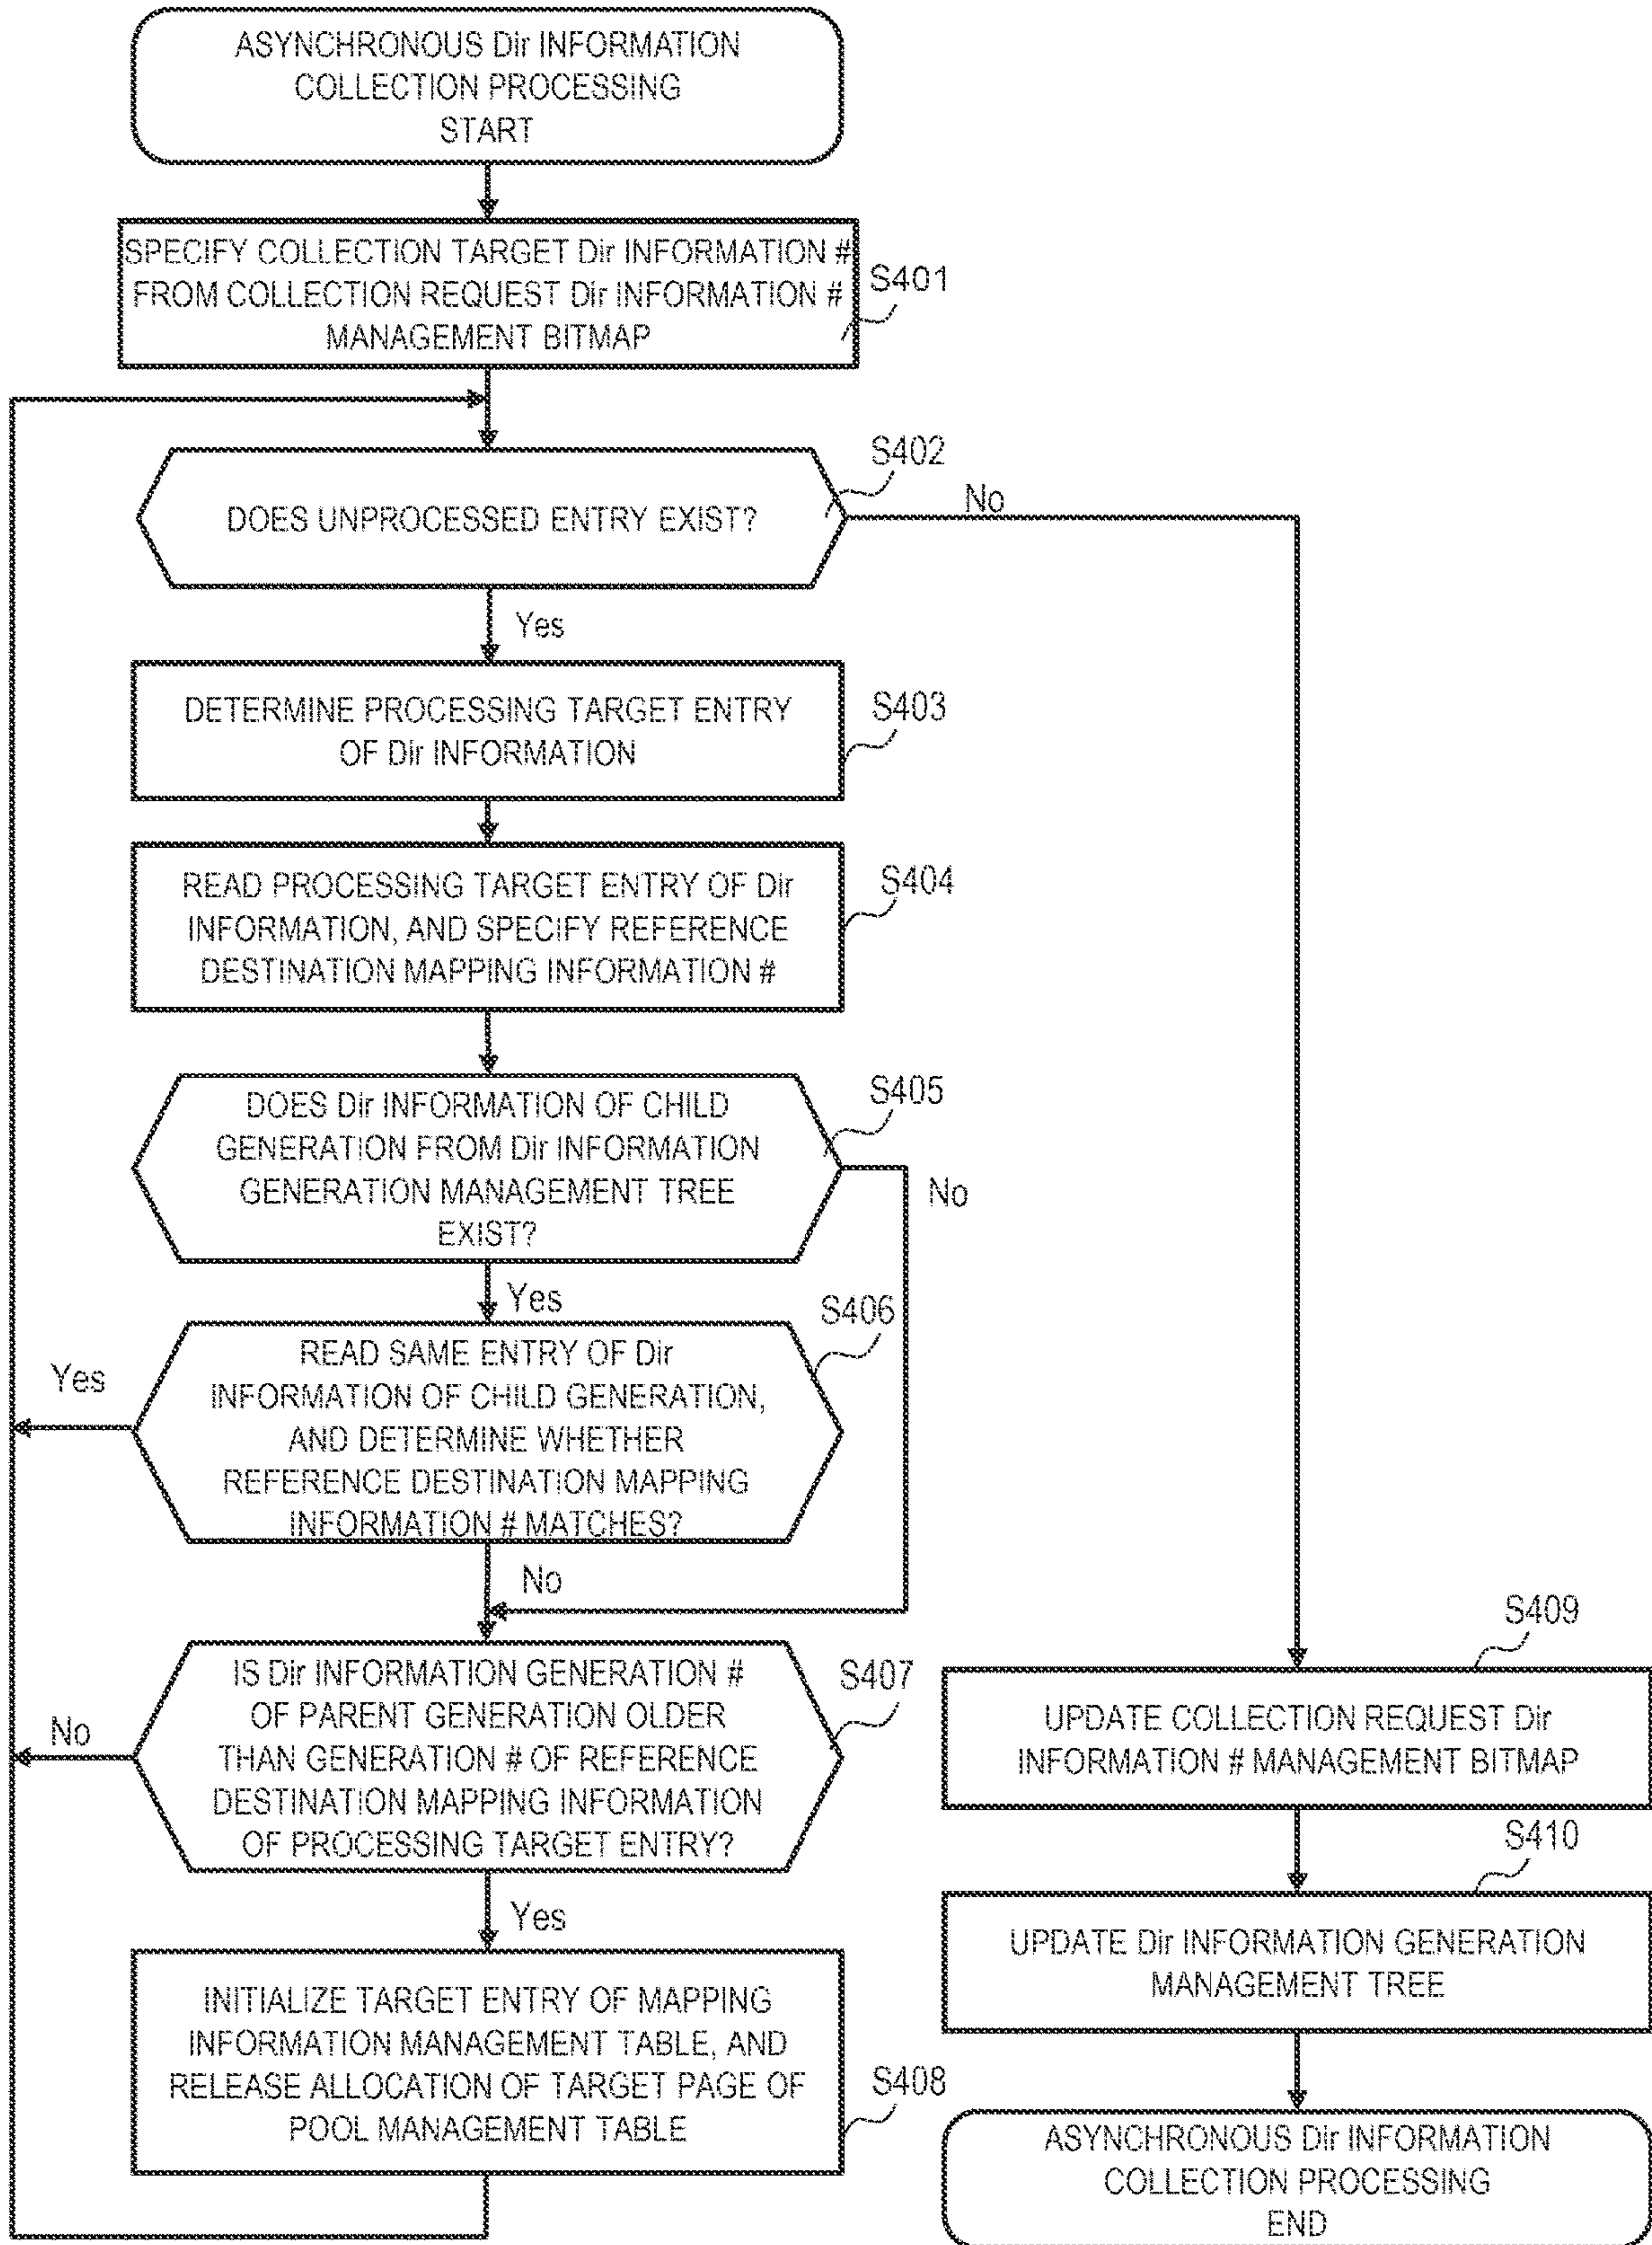 ASYNCHRONOUS Dir INFORMATION
COLLECTION PROCESSING
START
SPECIFY COLLECTION TARGET Dir INFORMATION #
FROM COLLECTION REQUEST Dir INFORMATION #
MANAGEMENT BITMAP
S401
DOES UNPROCESSED ENTRY EXIST?
S402
No
Yes
DETERMINE PROCESSING TARGET ENTRY
OF Dir INFORMATION
S403
READ PROCESSING TARGET ENTRY OF Dir
INFORMATION, AND SPECIFY REFERENCE
DESTINATION MAPPING INFORMATION #
S404
DOES Dir INFORMATION OF CHILD
GENERATION FROM Dir INFORMATION
GENERATION MANAGEMENT TREE
EXIST?
S405
No
Yes
READ SAME ENTRY OF Dir
INFORMATION OF CHILD GENERATION,
AND DETERMINE WHETHER
REFERENCE DESTINATION MAPPING
INFORMATION # MATCHES?
S406
Yes
No
IS Dir INFORMATION GENERATION #
OF PARENT GENERATION OLDER
THAN GENERATION # OF REFERENCE
DESTINATION MAPPING INFORMATION
OF PROCESSING TARGET ENTRY?
S407
No
Yes
INITIALIZE TARGET ENTRY OF MAPPING
INFORMATION MANAGEMENT TABLE, AND
RELEASE ALLOCATION OF TARGET PAGE OF
POOL MANAGEMENT TABLE
S408
S409
UPDATE COLLECTION REQUEST Dir
INFORMATION # MANAGEMENT BITMAP
S410
UPDATE Dir INFORMATION GENERATION
MANAGEMENT TREE
ASYNCHRONOUS Dir INFORMATION
COLLECTION PROCESSING
END